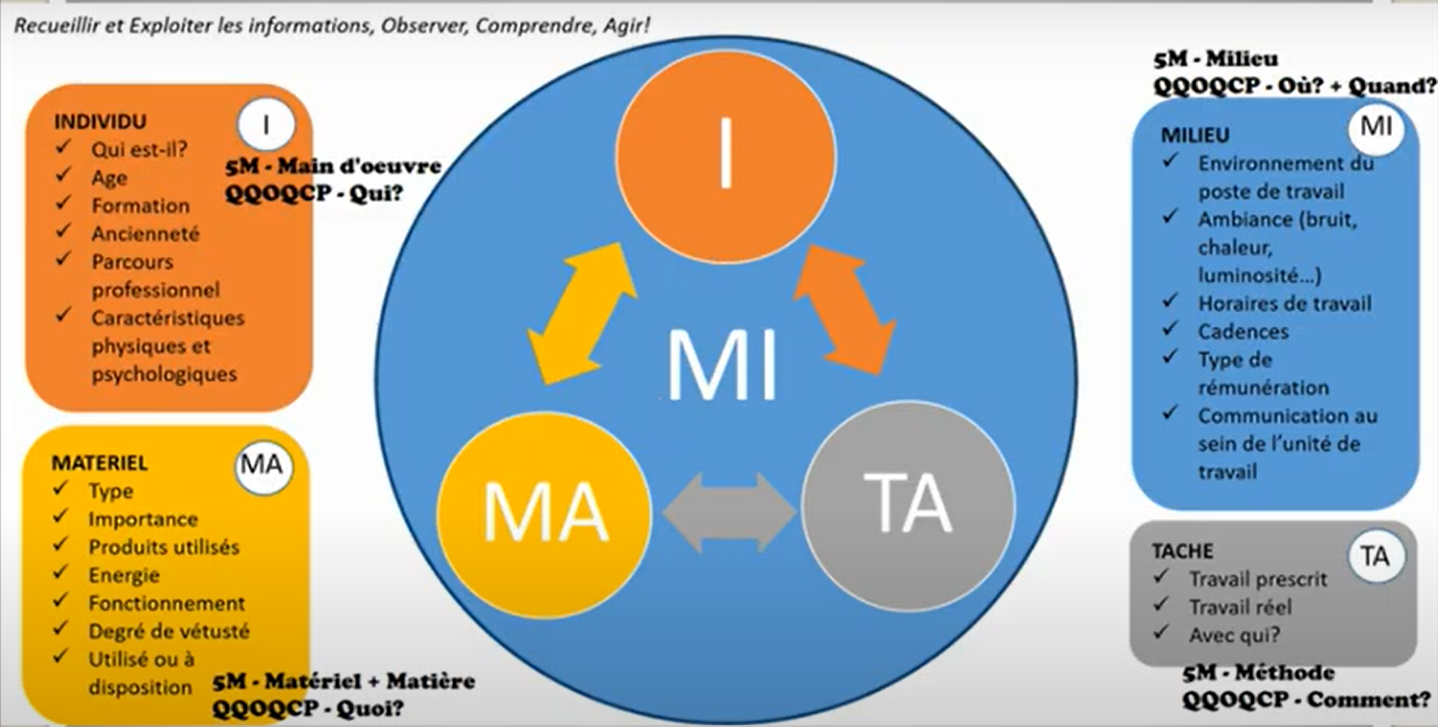 Recueillir et Exploiter les informations, Observer, Comprendre, Agir!
INDIVIDU
I
✓ Qui est-il?
✓ Age
✓ Formation
✓ Ancienneté
✓ Parcours
professionnel
✓ Caractéristiques
physiques et
psychologiques
5M - Main d'oeuvre
QQOQCP - Qui?
MATERIEL
MA
✓ Type
✓ Importance
✓ Produits utilisés
✓ Energie
✓ Fonctionnement
✓ Degré de vétusté
✓ Utilisé ou à
disposition
5M - Matériel + Matière
QQOQCP - Quoi?
I
MI
MA
TA
5M - Milieu
QQOQCP - Où? + Quand?
MILIEU
MI
✓ Environnement du
poste de travail
✓ Ambiance (bruit,
chaleur,
luminosité...)
✓ Horaires de travail
✓ Cadences
✓ Type de
rémunération
✓ Communication au
sein de l'unité de
travail
TACHE
TA
✓ Travail prescrit
✓ Travail réel
✓ Avec qui?
5M - Méthode
QQOQCP - Comment?